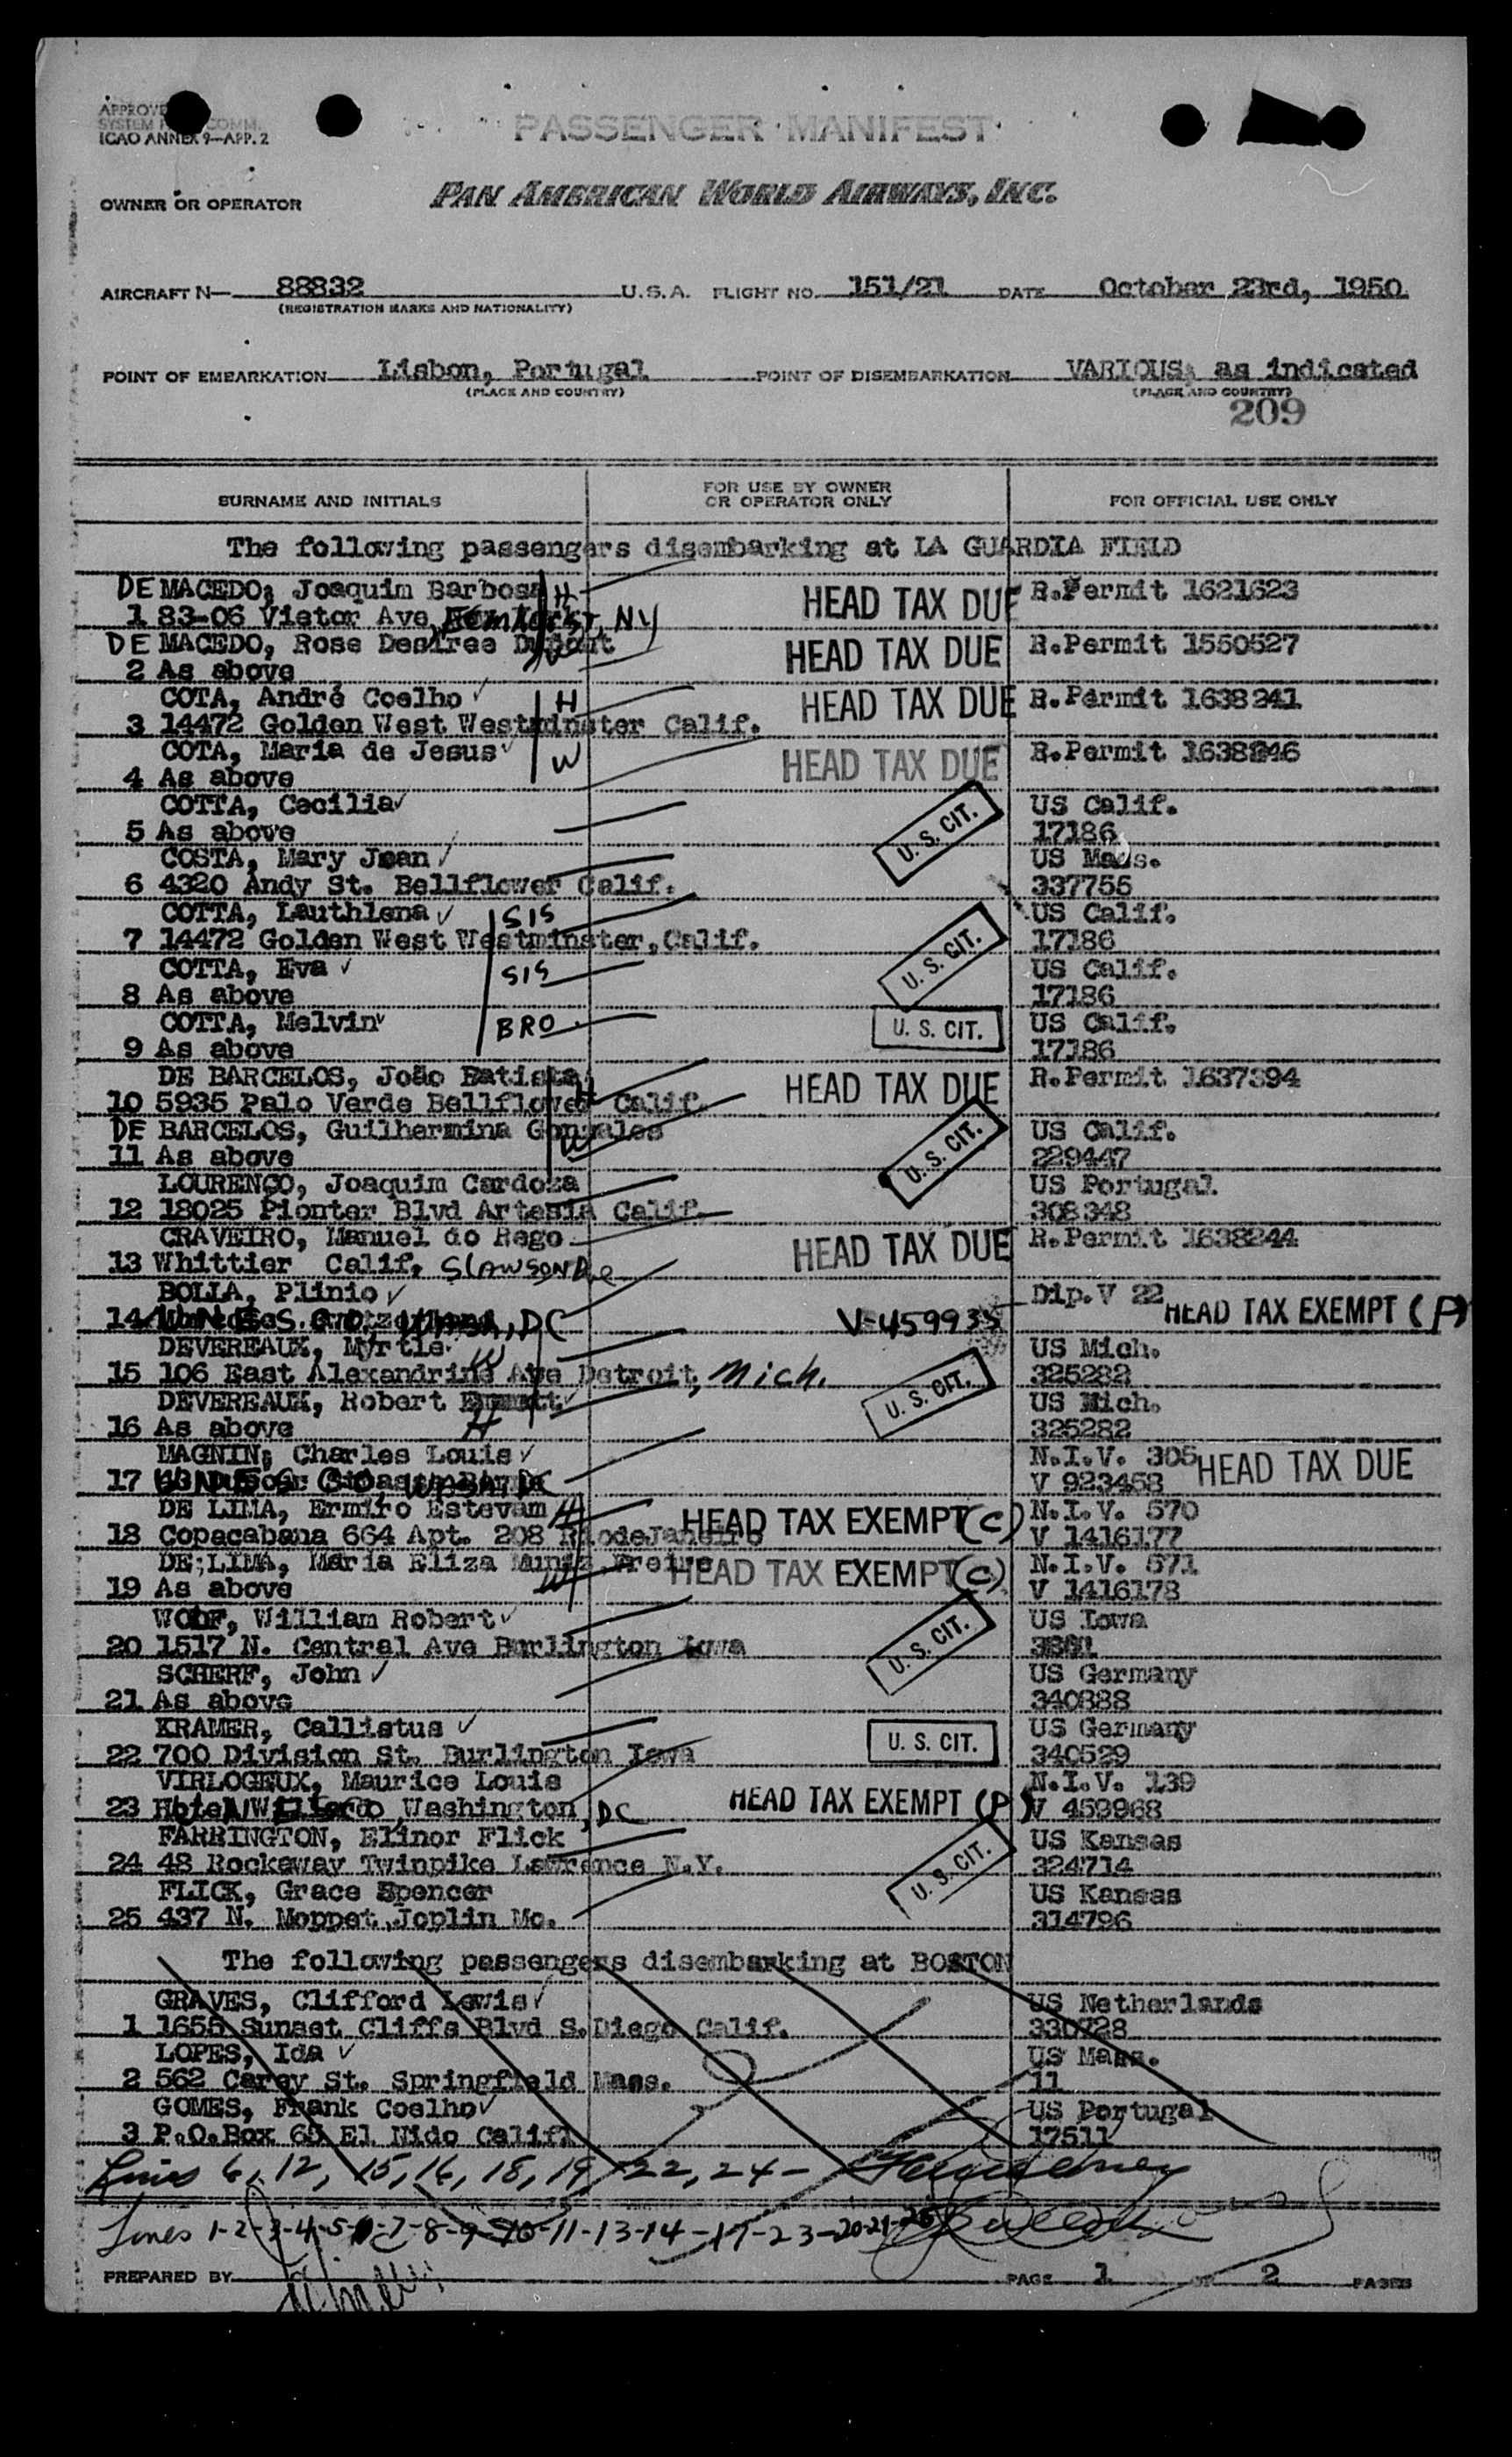 APPROVE
SYSTEM COMM.
ICAO ANNEX 9—APP. 2
PASSENGER MANIFEST
OWNER OR OPERATOR PAN AMERICAN WORLD AIRWAYS, INC.
AIRCRAFT N— 88832 U.S.A. FLIGHT NO. 151/21 DATE October 23rd, 1950
(REGISTRATION MARKS AND NATIONALITY)
POINT OF EMBARKATION Lisbon, Portugal POINT OF DISEMBARKATION VARIOUS, as indicated
(PLACE AND COUNTRY) (PLACE AND COUNTRY)
209
SURNAME AND INITIALS FOR USE BY OWNER OR OPERATOR ONLY FOR OFFICIAL USE ONLY
The following passengers disembarking at LA GUARDIA FIELD
DE MACEDO, Joaquim Barbosa H HEAD TAX DUE R.Permit 1621623
1 83-06 Vietor Ave NY
DE MACEDO, Rose Desiree W HEAD TAX DUE R.Permit 1550527
2 As above
COTA, André Coelho H HEAD TAX DUE R.Permit 1638241
3 14472 Golden West Westminster Calif.
COTA, Maria de Jesus W HEAD TAX DUE R.Permit 1638246
4 As above
COTTA, Cecilia U. S. CIT. US Calif.
5 As above 17186
COSTA, Mary Jean US Mass.
6 4320 Andy St. Bellflower Calif. 337755
COTTA, Lauthlena SIS U. S. CIT. US Calif.
7 14472 Golden West Westminster, Calif. 17186
COTTA, Eva SIS US Calif.
8 As above 17186
COTTA, Melvin BRO U. S. CIT. US Calif.
9 As above 17186
DE BARCELOS, João Batista H HEAD TAX DUE R.Permit 1637394
10 5935 Palo Verde Bellflower Calif.
DE BARCELOS, Guilhermina Gonzales W U. S. CIT. US Calif.
11 As above 229447
LOURENÇO, Joaquim Cardoza US Portugal
12 18025 Pionter Blvd Artesia Calif. 308348
CRAVEIRO, Manuel do Rego HEAD TAX DUE R.Permit 1638244
13 Whittier Calif. Slawson Ave
BOLLA, Plinio Dip.V 22 HEAD TAX EXEMPT (P)
14 DC V-459935
DEVEREAUX, Myrtle W US Mich.
15 106 East Alexandrine Ave Detroit, Mich. U. S. CIT. 325282
DEVEREAUX, Robert H US Mich.
16 As above 325282
MAGNIN, Charles Louis N.I.V. 305 HEAD TAX DUE
17 DC V 923458
DE LIMA, Ermiro Estevam H HEAD TAX EXEMPT (C) N.I.V. 570
18 Copacabana 664 Apt. 208 Rio de Janeiro V 1416177
DE LIMA, Maria Eliza Muniz Freire W HEAD TAX EXEMPT (C) N.I.V. 571
19 As above V 1416178
WOLF, William Robert U. S. CIT. US Iowa
20 1517 N. Central Ave Burlington Iowa
SCHERF, John US Germany
21 As above 340888
KRAMER, Callistus U. S. CIT. US Germany
22 700 Division St. Burlington Iowa 340529
VIRLOGEUX, Maurice Louis HEAD TAX EXEMPT (P) N.I.V. 139
23 Washington, DC V 459968
FARRINGTON, Elinor Flick U. S. CIT. US Kansas
24 48 Rockaway Twinpike Lawrence N.Y. 324714
FLICK, Grace Spencer US Kansas
25 437 N. Moppet Joplin Mo. 314796
The following passengers disembarking at BOSTON
GRAVES, Clifford Lewis US Netherlands
1 1655 Sunset Cliffs Blvd S.Diego Calif. 330728
LOPES, Ida US Mass.
2 562 Carey St. Springfield Mass. 11
GOMES, Frank Coelho US Portugal
3 P.O.Box 65 El Nido Calif 17511
Lines 6, 12, 15, 16, 18, 19, 22, 24-
Lines 1-2-3-4-5- 7-8-9-10-11-13-14-17-23-20-21-25
PREPARED BY PAGE 1 OF 2 PAGES